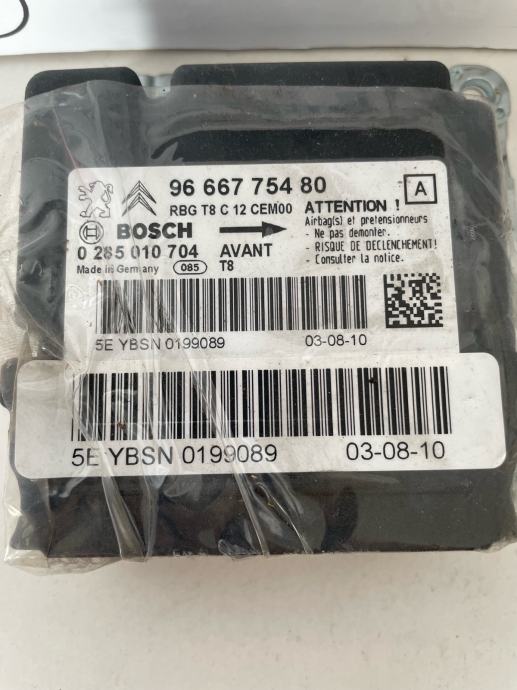 96 667 754 80
RBG T8 C 12 CEM00
ATTENTION !
A
Airbag(s) et pretensionneurs
- Ne pas demonter.
- RISQUE DE DECLENCHEMENT!
- Consulter la notice.
BOSCH
0 285 010 704 AVANT
Made in Germany 085 T8
5E YBSN 0199089 03-08-10
5E YBSN 0199089 03-08-10